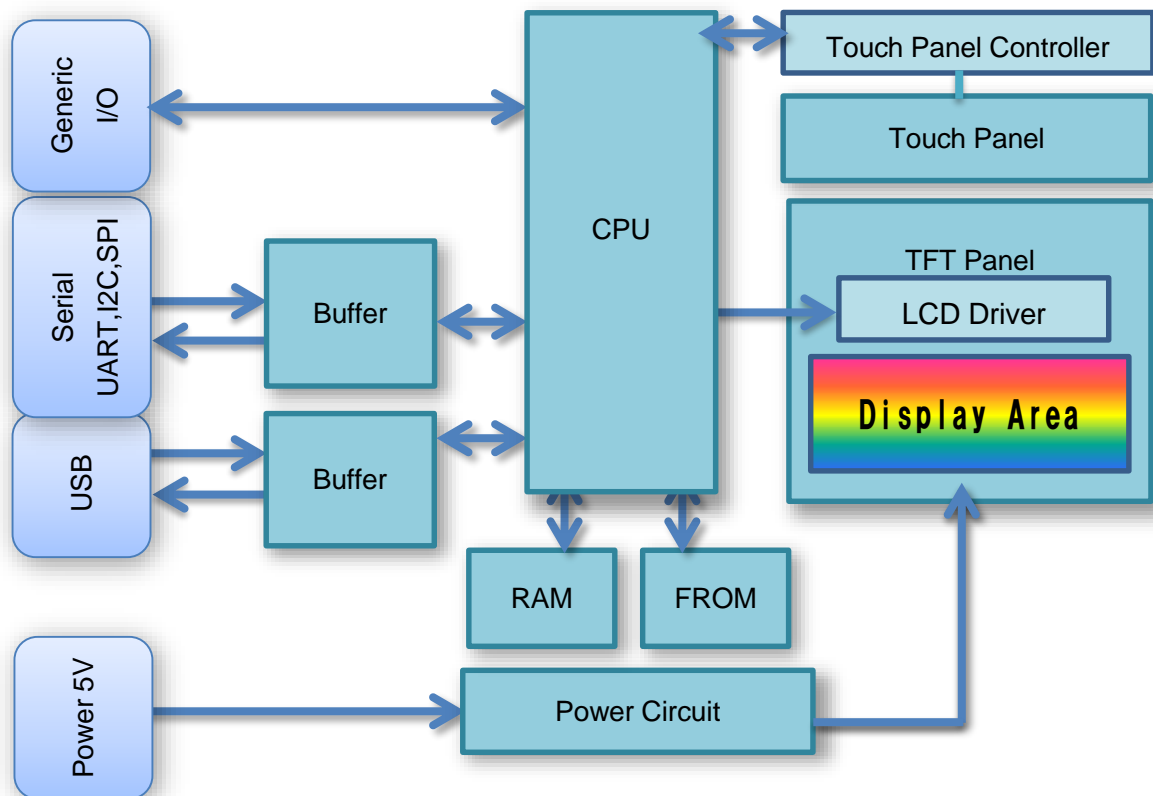 Generic
I/O
Serial
UART,I2C,SPI
USB
Power 5V
Buffer
Buffer
CPU
RAM
FROM
Power Circuit
Touch Panel Controller
Touch Panel
TFT Panel
LCD Driver
Display Area